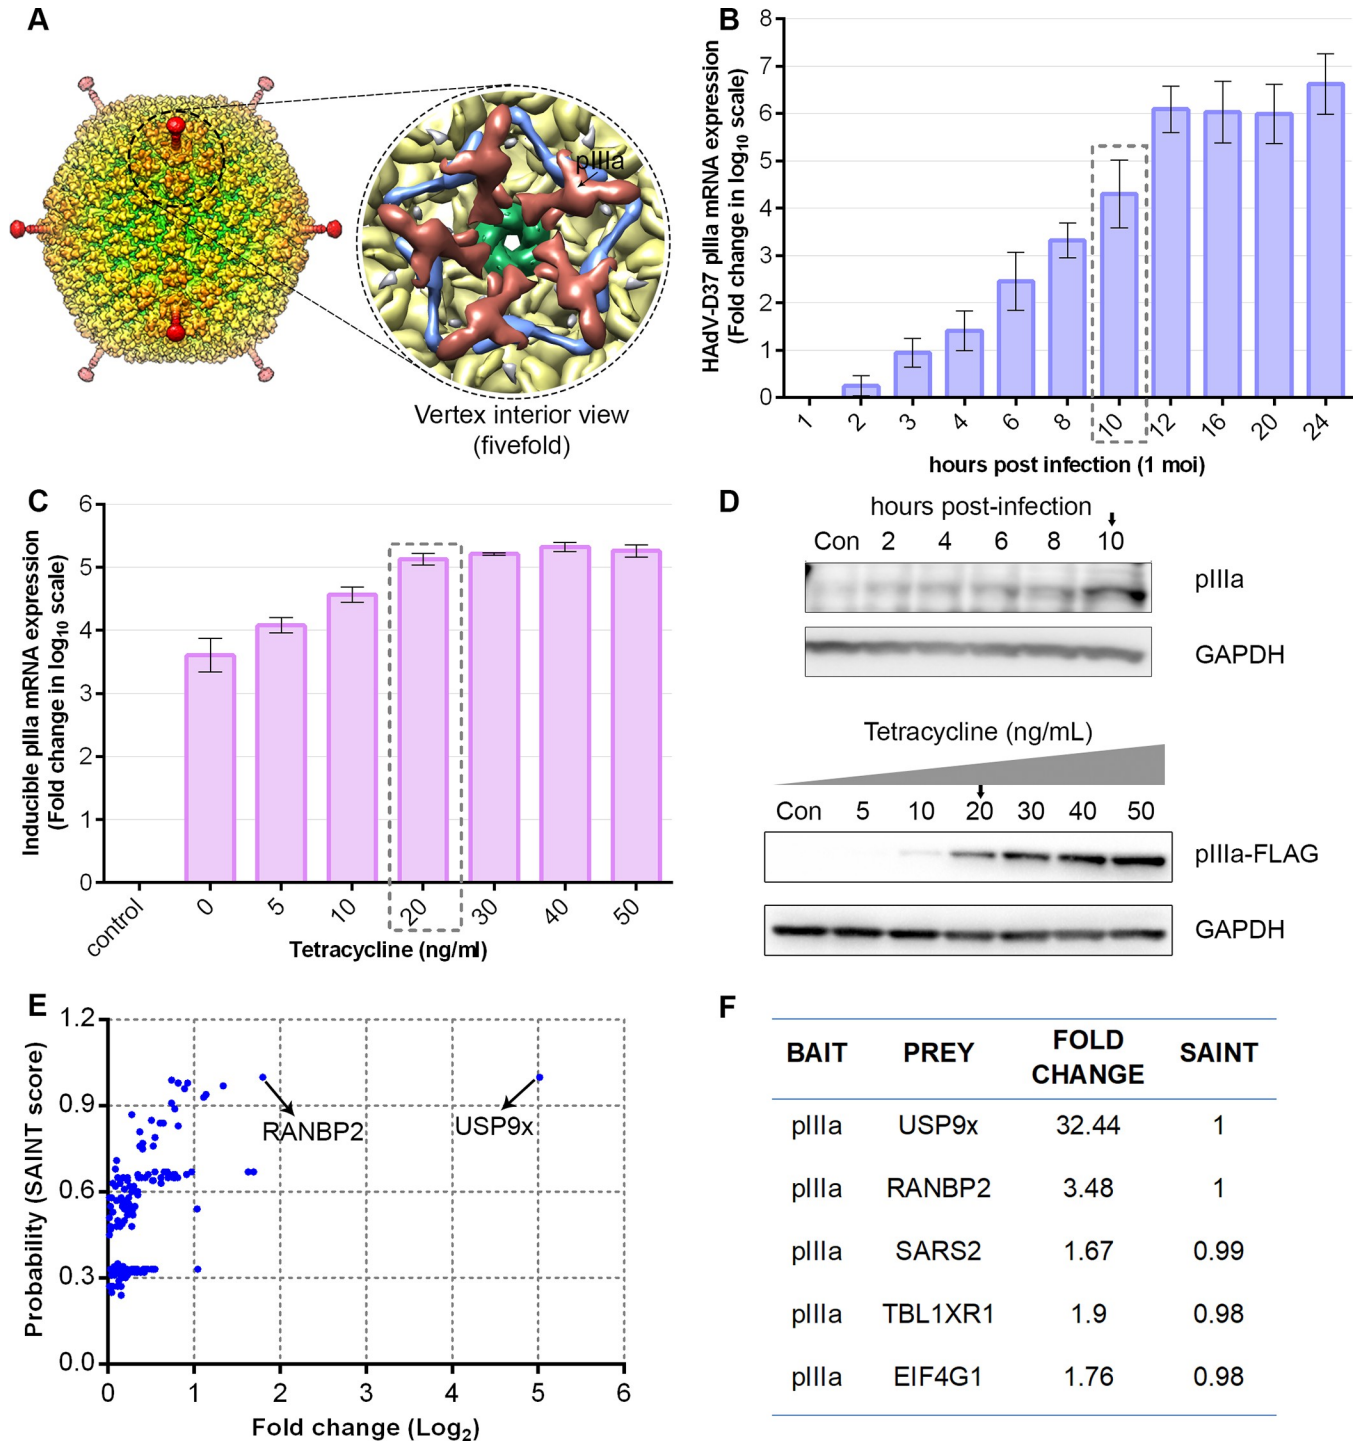 A
pIIIa
Vertex interior view
(fivefold)
B
HAdV-D37 pIIIa mRNA expression
(Fold change in log10 scale)
8
7
6
5
4
3
2
1
0
1 2 3 4 6 8 10 12 16 20 24
hours post infection (1 moi)
C
Inducible pIIIa mRNA expression
(Fold change in log10 scale)
6
5
4
3
2
1
0
control 0 5 10 20 30 40 50
Tetracycline (ng/ml)
D
hours post-infection
Con 2 4 6 8 10
pIIIa
GAPDH
Tetracycline (ng/mL)
Con 5 10 20 30 40 50
pIIIa-FLAG
GAPDH
E
Probability (SAINT score)
1.2
0.9
0.6
0.3
0.0
RANBP2
USP9x
0 1 2 3 4 5 6
Fold change (Log2)
F
BAIT PREY FOLD CHANGE SAINT
pIIIa USP9x 32.44 1
pIIIa RANBP2 3.48 1
pIIIa SARS2 1.67 0.99
pIIIa TBL1XR1 1.9 0.98
pIIIa EIF4G1 1.76 0.98